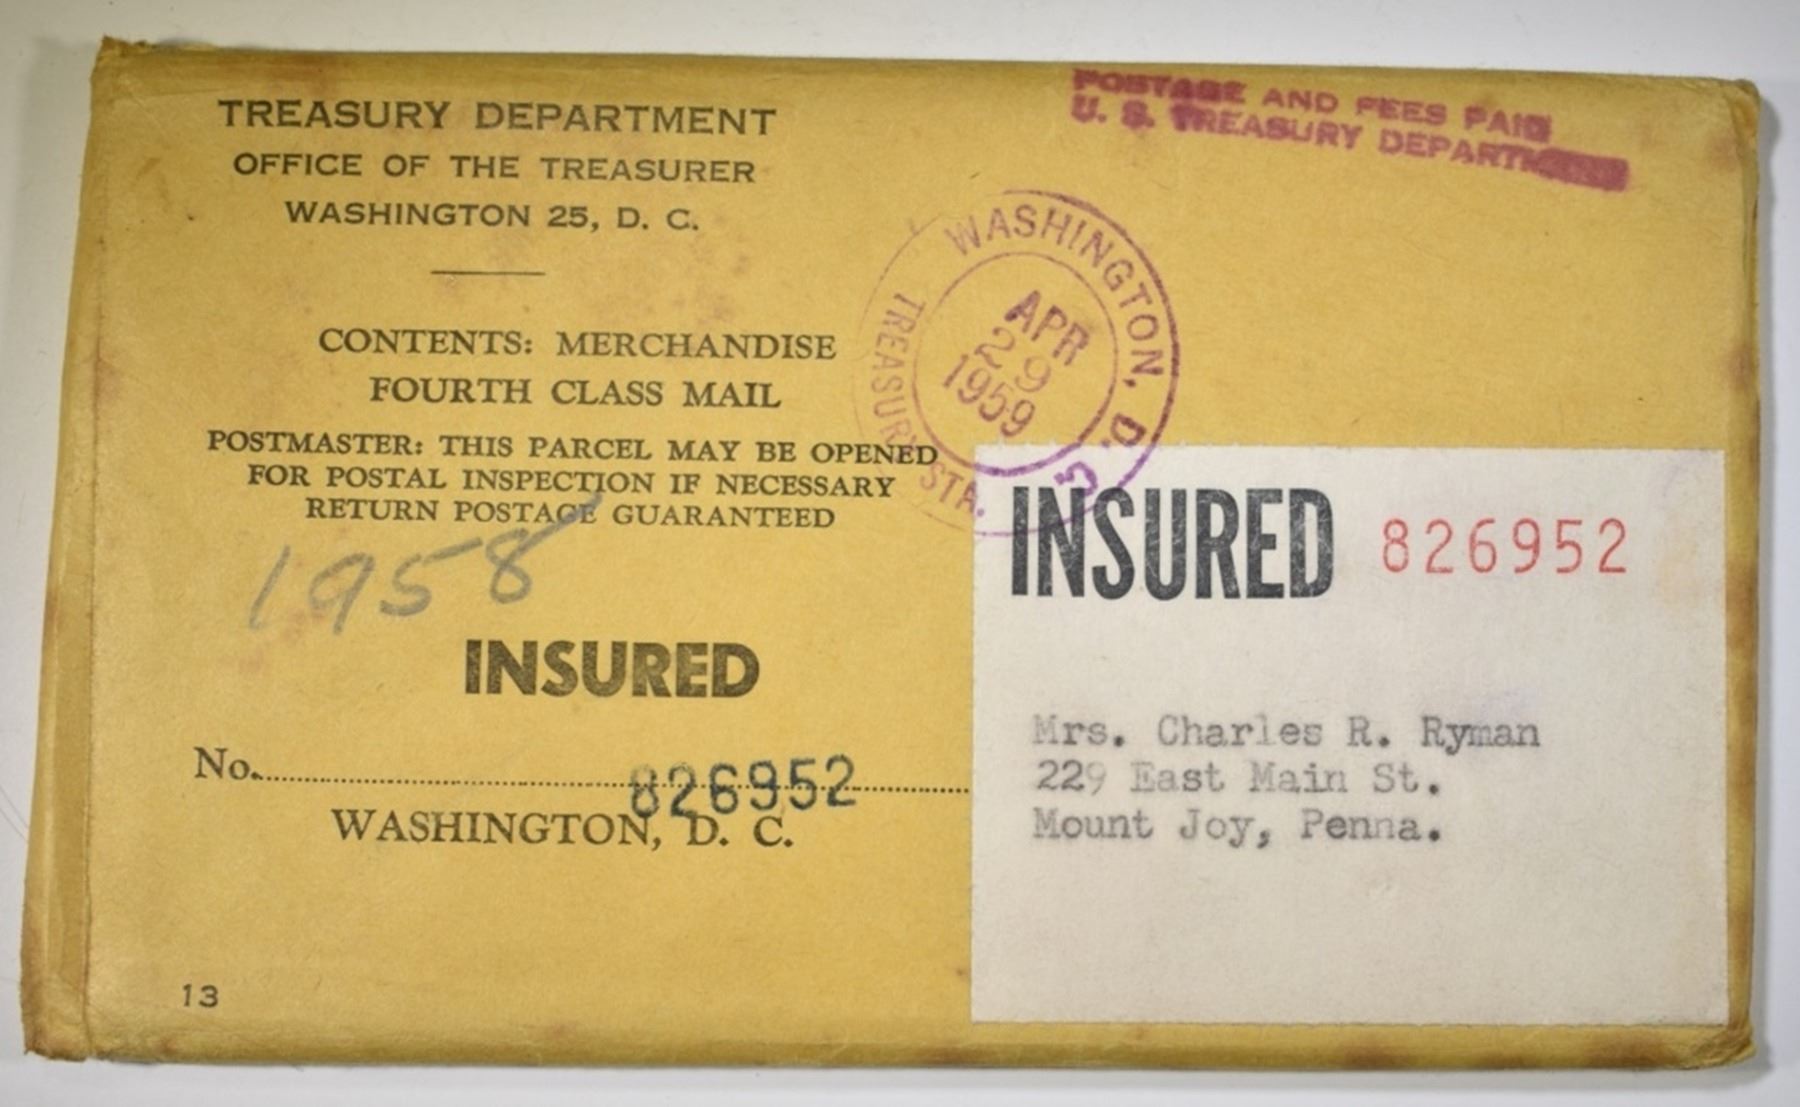 TREASURY DEPARTMENT
OFFICE OF THE TREASURER
WASHINGTON 25, D. C.
POSTAGE AND FEES PAID
U. S. TREASURY DEPARTMENT
WASHINGTON, D. C.
TREASURY STA.
APR
29
1959
CONTENTS: MERCHANDISE
FOURTH CLASS MAIL
POSTMASTER: THIS PARCEL MAY BE OPENED
FOR POSTAL INSPECTION IF NECESSARY
RETURN POSTAGE GUARANTEED
1958
INSURED
No. 826952
WASHINGTON, D. C.
13
INSURED 826952
Mrs. Charles R. Ryman
229 East Main St.
Mount Joy, Penna.